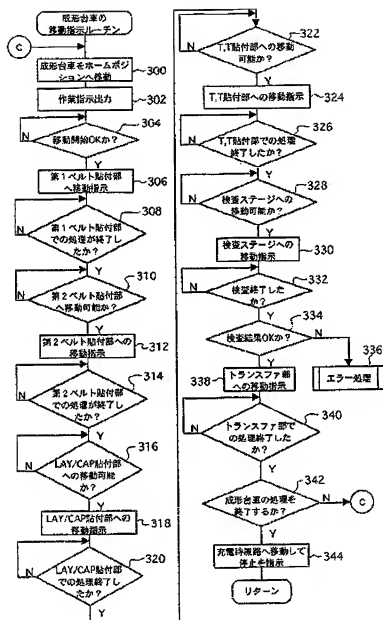 成形台車の
移動指示ルーチン
C
成形台車をホームポジ
ションへ移動
300
作業指示出力
302
304
移動開始OKか?
N
Y
第1ベルト貼付部
へ移動指示
306
308
第1ベルト貼付部
での処理が終了し
たか?
N
Y
310
第2ベルト貼付部
へ移動可能か?
N
Y
第2ベルト貼付部への
移動指示
312
314
第2ベルト貼付部
での処理が終了し
たか?
N
Y
316
LAY/CAP貼付部
への移動可能
か?
N
Y
LAY/CAP貼付部への
移動指示
318
320
LAY/CAP貼付部
での処理終了し
たか?
N
Y
322
T,T貼付部への移動
可能か?
N
Y
T,T貼付部への移動指示
324
326
T,T貼付部での処理
終了したか?
N
Y
328
検査ステージへの
移動可能か?
N
Y
検査ステージへの
移動指示
330
332
検査終了した
か?
N
Y
334
検査結果OKか?
N
Y
336
エラー処理
338
トランスファ部
への移動指示
340
トランスファ部で
の処理終了したか?
N
Y
342
成形台車の処理を
終了するか?
N
C
Y
充電待機路へ移動して
停止を指示
344
リターン